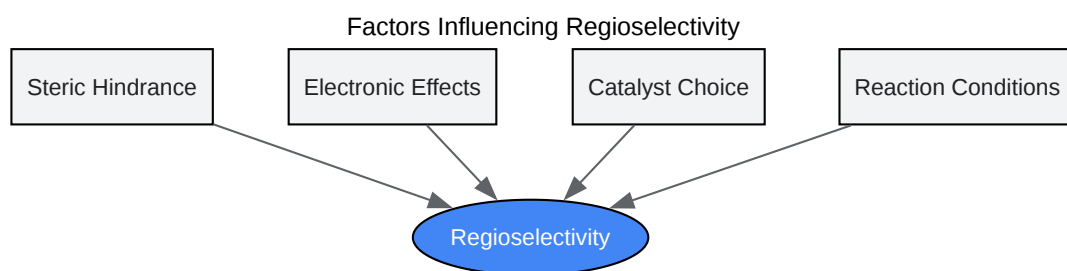 Factors Influencing Regioselectivity
Steric Hindrance
Electronic Effects
Catalyst Choice
Reaction Conditions
Regioselectivity